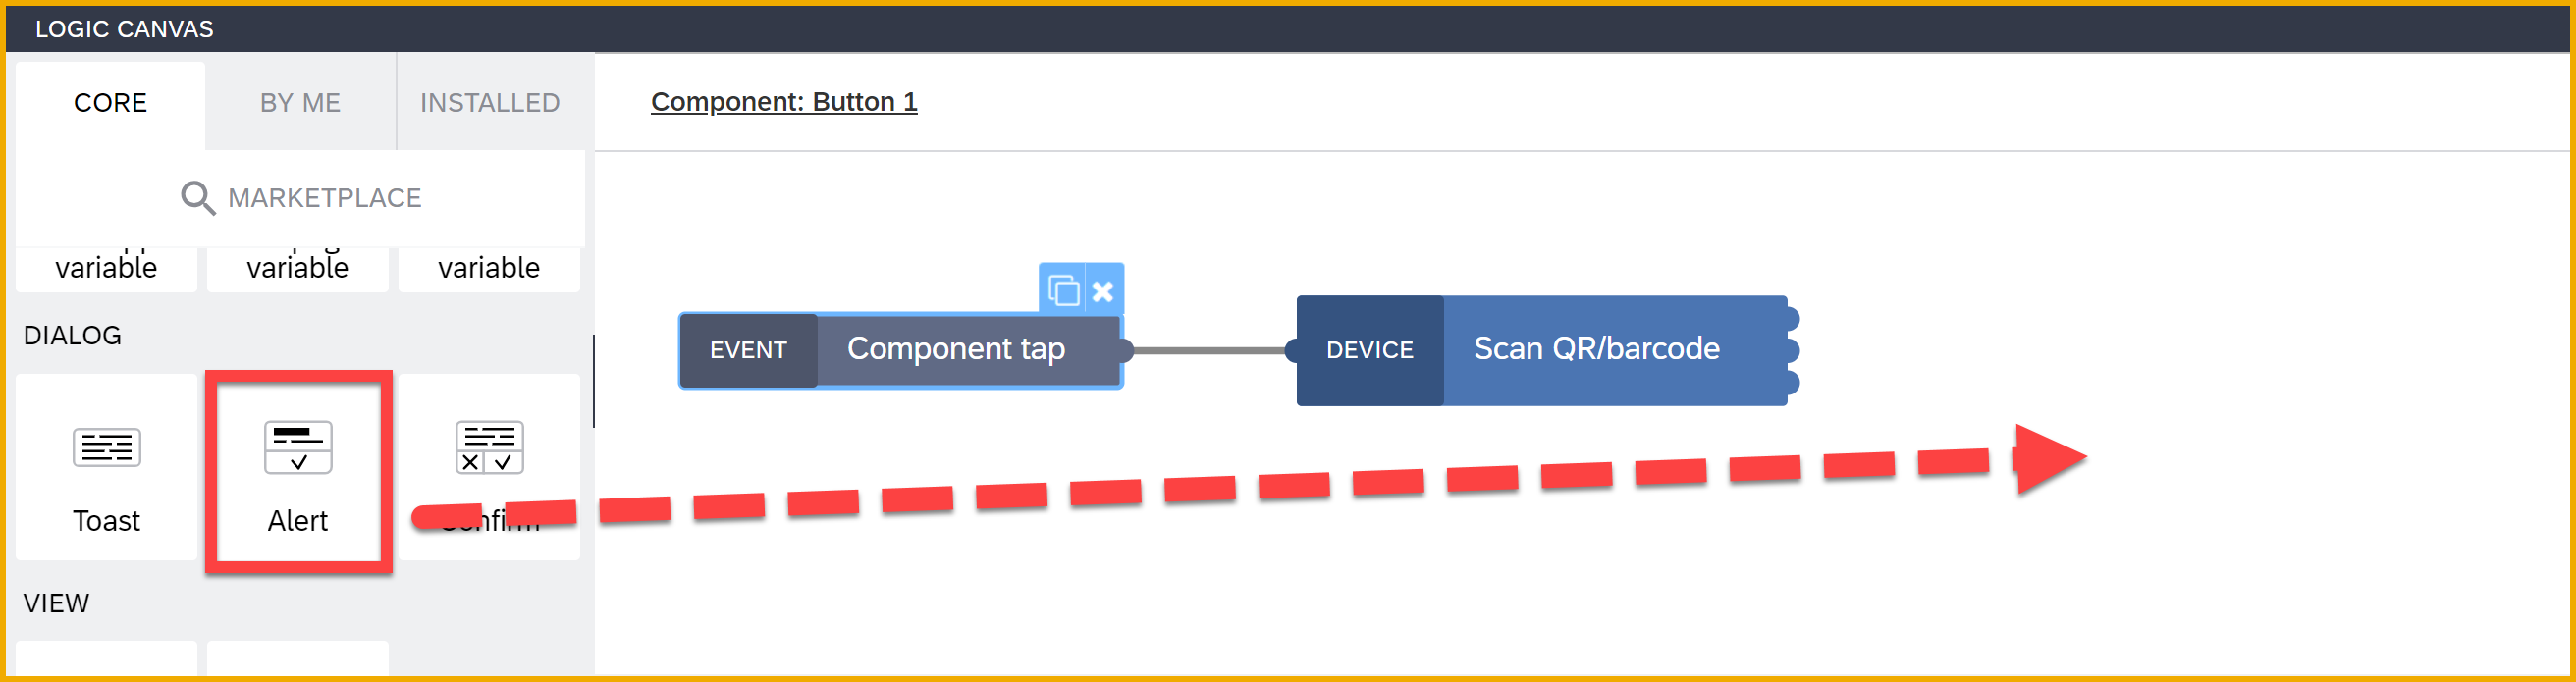 LOGIC CANVAS
CORE BY ME INSTALLED
Component: Button 1
MARKETPLACE
variable variable variable
DIALOG
EVENT Component tap DEVICE Scan QR/barcode
Toast Alert Confirm
VIEW